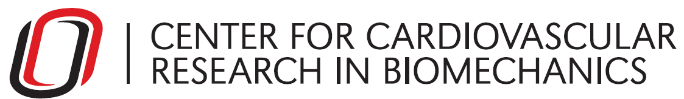 CENTER FOR CARDIOVASCULAR
RESEARCH IN BIOMECHANICS